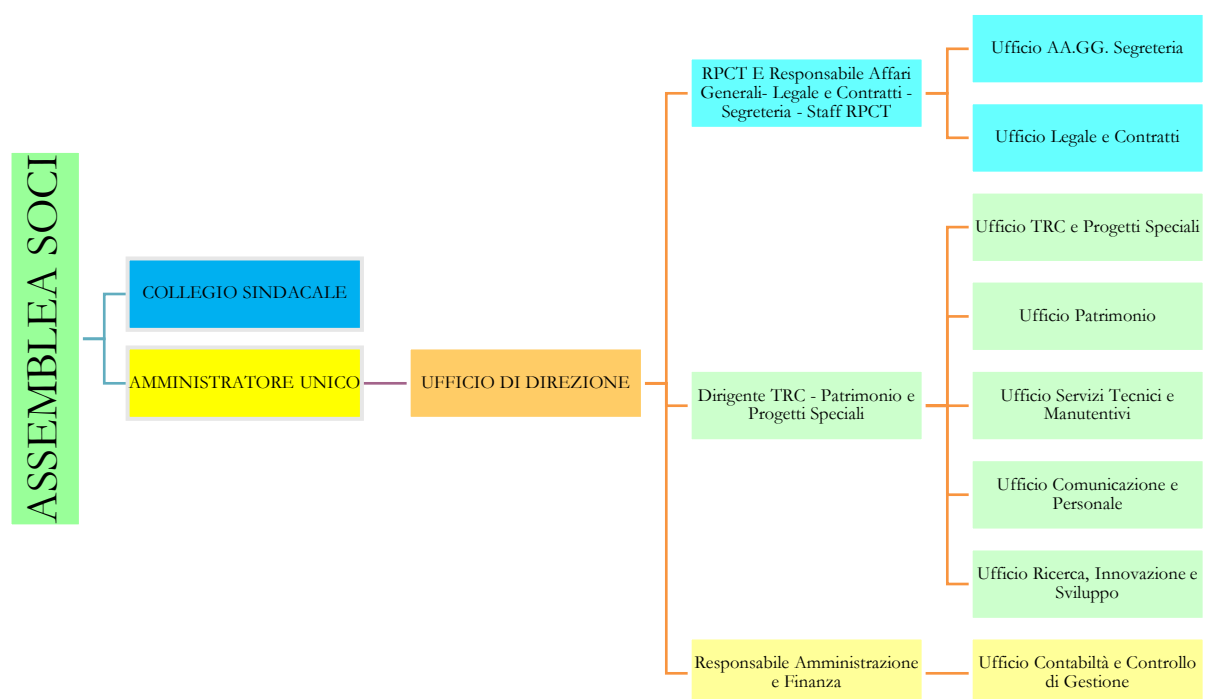 ASSEMBLEA SOCI
COLLEGIO SINDACALE
AMMINISTRATORE UNICO
UFFICIO DI DIREZIONE
RPCT E Responsabile Affari
Generali- Legale e Contratti -
Segreteria - Staff RPCT
Ufficio AA.GG. Segreteria
Ufficio Legale e Contratti
Dirigente TRC - Patrimonio e
Progetti Speciali
Ufficio TRC e Progetti Speciali
Ufficio Patrimonio
Ufficio Servizi Tecnici e
Manutentivi
Ufficio Comunicazione e
Personale
Ufficio Ricerca, Innovazione e
Sviluppo
Responsabile Amministrazione
e Finanza
Ufficio Contabiltà e Controllo
di Gestione